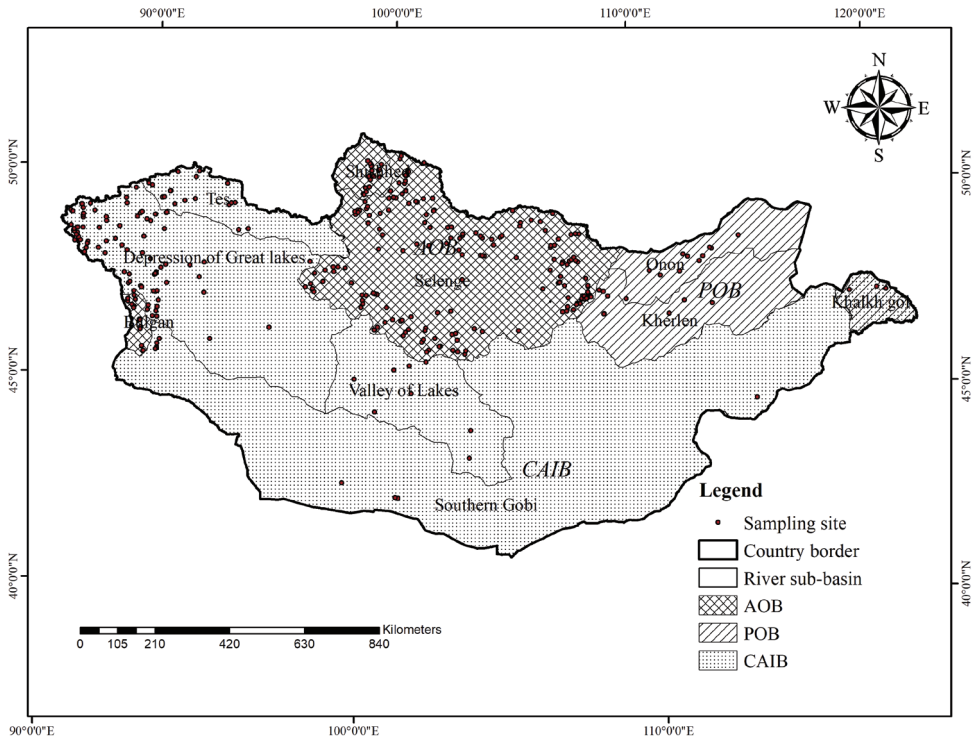 90°0'0"E 100°0'0"E 110°0'0"E 120°0'0"E
N
W E
S
50°0'0"N 50°0'0"N
Shishhed
Tes
AOB
Depression of Great lakes
Onon
Selenge
POB
Khalkh gol
Bulgan
Kherlen
45°0'0"N 45°0'0"N
Valley of Lakes
CAIB
Southern Gobi
Legend
Sampling site
Country border
River sub-basin
AOB
POB
CAIB
40°0'0"N 40°0'0"N
Kilometers
0 105 210 420 630 840
90°0'0"E 100°0'0"E 110°0'0"E